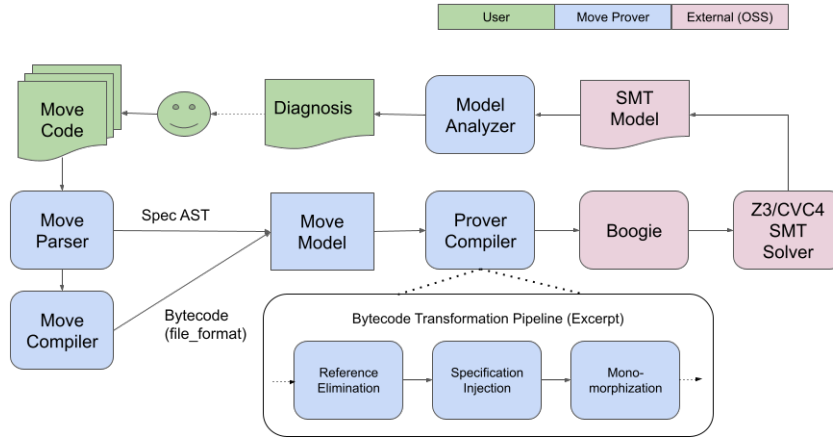 User
Move Prover
External (OSS)
Move
Code
Diagnosis
Model
Analyzer
SMT
Model
Move
Parser
Spec AST
Move
Model
Prover
Compiler
Boogie
Z3/CVC4
SMT
Solver
Move
Compiler
Bytecode
(file_format)
Bytecode Transformation Pipeline (Excerpt)
Reference
Elimination
Specification
Injection
Mono-
morphization